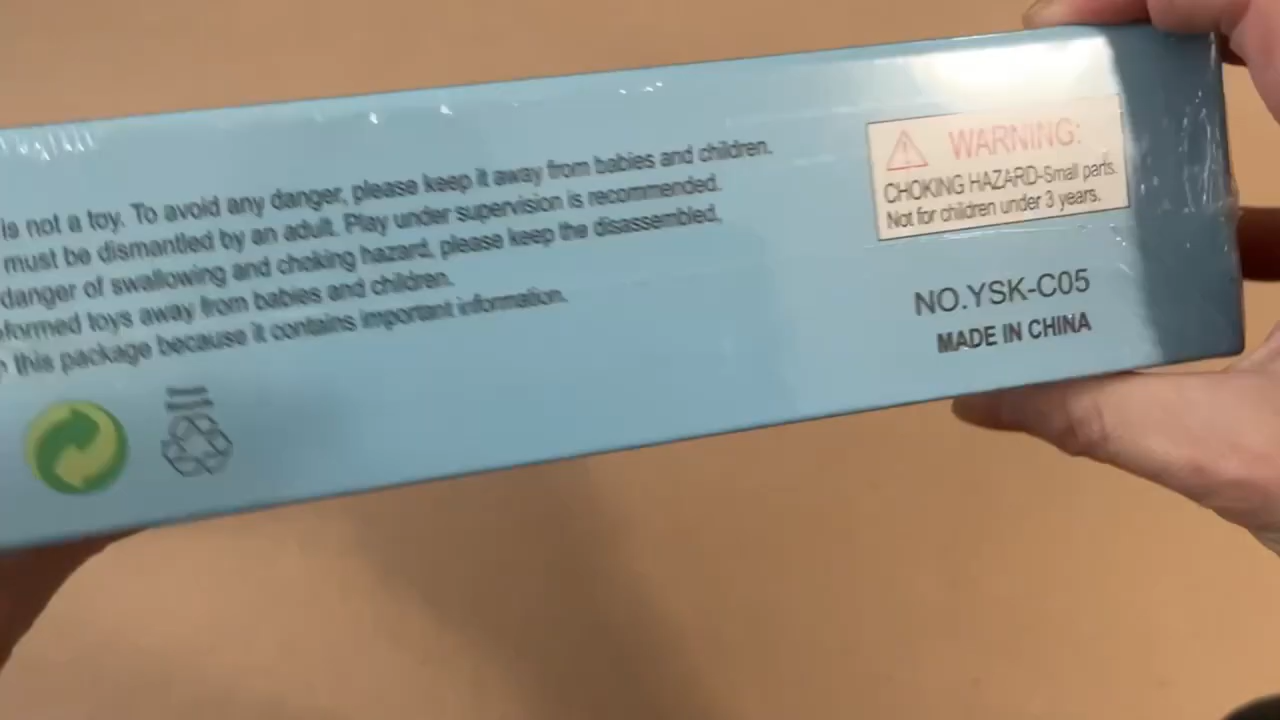 is not a toy. To avoid any danger, please keep it away from babies and children.
must be dismantled by an adult. Play under supervision is recommended.
danger of swallowing and choking hazard, please keep the disassembled,
formed toys away from babies and children.
this package because it contains important information.
WARNING:
CHOKING HAZARD-Small parts.
Not for children under 3 years.
NO.YSK-C05
MADE IN CHINA